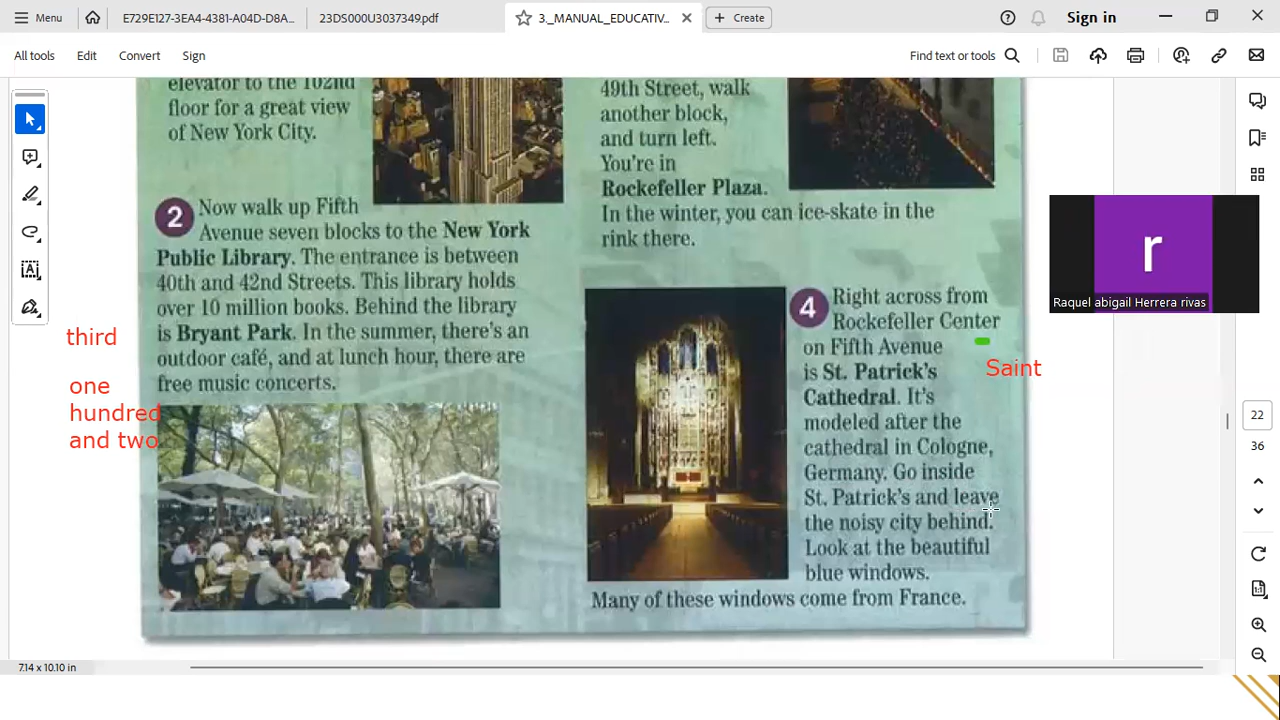 Menu
E729E127-3EA4-4381-A04D-D8A...
23DS000U3037349.pdf
3._MANUAL_EDUCATIV...
Create
Sign in
All tools
Edit
Convert
Sign
Find text or tools
elevator to the 102nd
floor for a great view
of New York City.
2 Now walk up Fifth
Avenue seven blocks to the New York
Public Library. The entrance is between
40th and 42nd Streets. This library holds
over 10 million books. Behind the library
is Bryant Park. In the summer, there's an
outdoor café, and at lunch hour, there are
free music concerts.
third
one
hundred
and two
49th Street, walk
another block,
and turn left.
You're in
Rockefeller Plaza.
In the winter, you can ice-skate in the
rink there.
4 Right across from
Rockefeller Center
on Fifth Avenue
is St. Patrick's
Cathedral. It's
modeled after the
cathedral in Cologne,
Germany. Go inside
St. Patrick's and leave
the noisy city behind.
Look at the beautiful
blue windows.
Many of these windows come from France.
Saint
r
Raquel abigail Herrera rivas
22
36
7.14 x 10.10 in